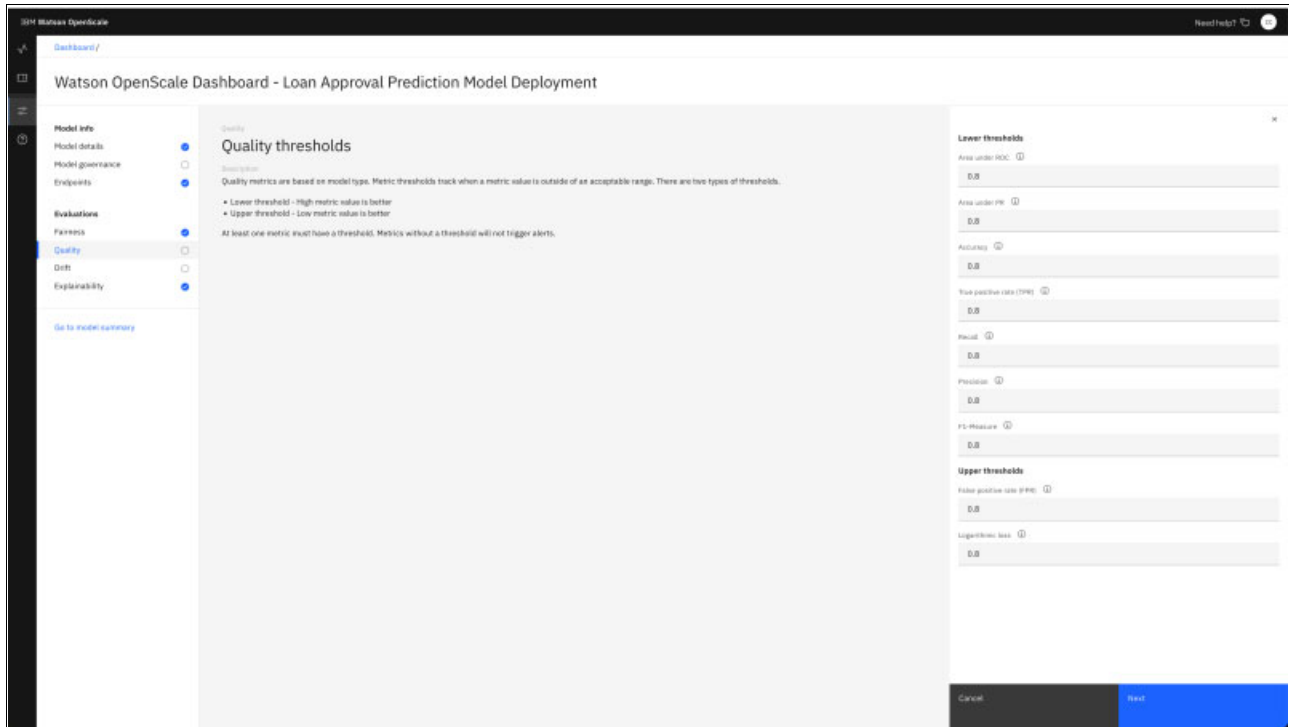 IBM Watson OpenScale
Need help?
Dashboard /
Watson OpenScale Dashboard - Loan Approval Prediction Model Deployment
Model info
Model details
Model governance
Endpoints
Evaluations
Fairness
Quality
Drift
Explainability
Go to model summary
Quality
Quality thresholds
Description
Quality metrics are based on model type. Metric thresholds track when a metric value is outside of an acceptable range. There are two types of thresholds.
• Lower threshold - High metric value is better
• Upper threshold - Low metric value is better
At least one metric must have a threshold. Metrics without a threshold will not trigger alerts.
Lower thresholds
Area under ROC
0.8
Area under PR
0.8
Accuracy
0.8
True positive rate (TPR)
0.8
Recall
0.8
Precision
0.8
F1-Measure
0.8
Upper thresholds
False positive rate (FPR)
0.8
Logarithmic loss
0.8
Cancel
Next